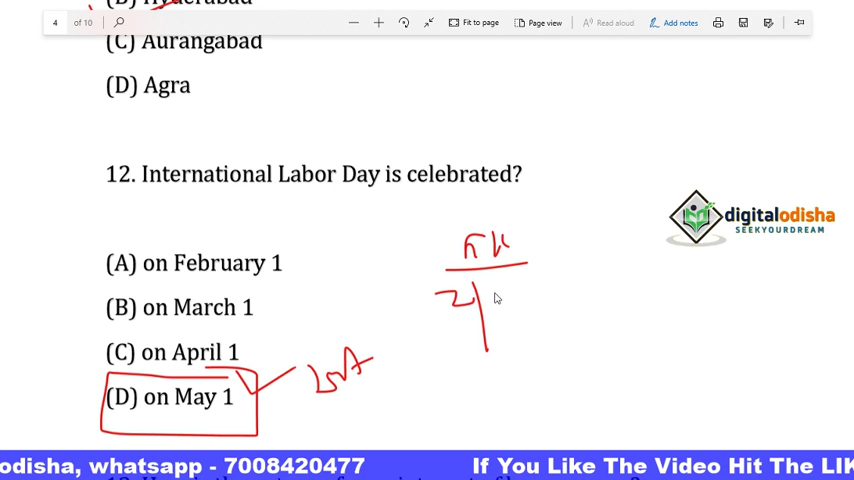 (B) Hyderabad
4 of 10 Fit to page Page view Read aloud Add notes
(C) Aurangabad
(D) Agra
12. International Labor Day is celebrated?
digitalodisha
SEEKYOURDREAM
(A) on February 1
(B) on March 1
(C) on April 1
(D) on May 1
odisha, whatsapp - 7008420477 If You Like The Video Hit The LIK